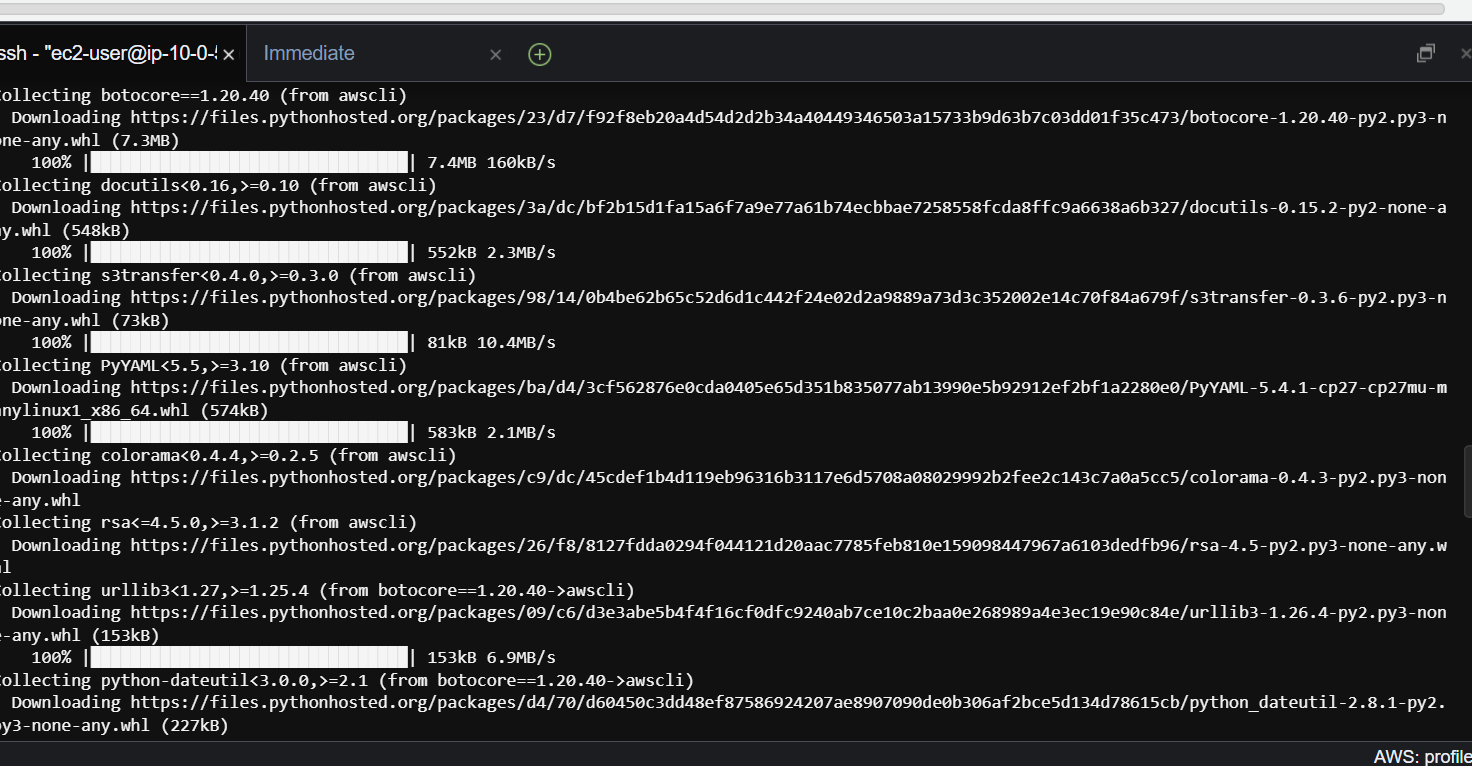 ssh - "ec2-user@ip-10-0-5 × Immediate ×
ollecting botocore==1.20.40 (from awscli)
Downloading https://files.pythonhosted.org/packages/23/d7/f92f8eb20a4d54d2d2b34a40449346503a15733b9d63b7c03dd01f35c473/botocore-1.20.40-py2.py3-n
one-any.whl (7.3MB)
100% |████████████████████████████████| 7.4MB 160kB/s
ollecting docutils<0.16,>=0.10 (from awscli)
Downloading https://files.pythonhosted.org/packages/3a/dc/bf2b15d1fa15a6f7a9e77a61b74ecbbae7258558fcda8ffc9a6638a6b327/docutils-0.15.2-py2-none-a
ny.whl (548kB)
100% |████████████████████████████████| 552kB 2.3MB/s
ollecting s3transfer<0.4.0,>=0.3.0 (from awscli)
Downloading https://files.pythonhosted.org/packages/98/14/0b4be62b65c52d6d1c442f24e02d2a9889a73d3c352002e14c70f84a679f/s3transfer-0.3.6-py2.py3-n
one-any.whl (73kB)
100% |████████████████████████████████| 81kB 10.4MB/s
ollecting PyYAML<5.5,>=3.10 (from awscli)
Downloading https://files.pythonhosted.org/packages/ba/d4/3cf562876e0cda0405e65d351b835077ab13990e5b92912ef2bf1a2280e0/PyYAML-5.4.1-cp27-cp27mu-m
anylinux1_x86_64.whl (574kB)
100% |████████████████████████████████| 583kB 2.1MB/s
ollecting colorama<0.4.4,>=0.2.5 (from awscli)
Downloading https://files.pythonhosted.org/packages/c9/dc/45cdef1b4d119eb96316b3117e6d5708a08029992b2fee2c143c7a0a5cc5/colorama-0.4.3-py2.py3-non
e-any.whl
ollecting rsa<=4.5.0,>=3.1.2 (from awscli)
Downloading https://files.pythonhosted.org/packages/26/f8/8127fdda0294f044121d20aac7785feb810e159098447967a6103dedfb96/rsa-4.5-py2.py3-none-any.w
hl
ollecting urllib3<1.27,>=1.25.4 (from botocore==1.20.40->awscli)
Downloading https://files.pythonhosted.org/packages/09/c6/d3e3abe5b4f4f16cf0dfc9240ab7ce10c2baa0e268989a4e3ec19e90c84e/urllib3-1.26.4-py2.py3-non
e-any.whl (153kB)
100% |████████████████████████████████| 153kB 6.9MB/s
ollecting python-dateutil<3.0.0,>=2.1 (from botocore==1.20.40->awscli)
Downloading https://files.pythonhosted.org/packages/d4/70/d60450c3dd48ef87586924207ae8907090de0b306af2bce5d134d78615cb/python_dateutil-2.8.1-py2.
py3-none-any.whl (227kB)
AWS: profile